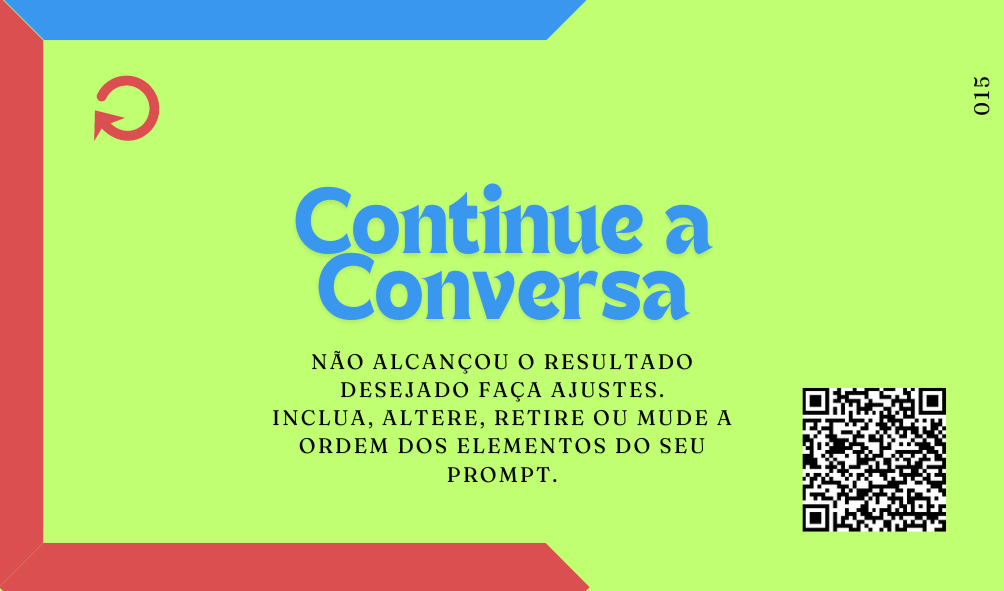 015
Continue a
Conversa
NÃO ALCANÇOU O RESULTADO
DESEJADO FAÇA AJUSTES.
INCLUA, ALTERE, RETIRE OU MUDE A
ORDEM DOS ELEMENTOS DO SEU
PROMPT.